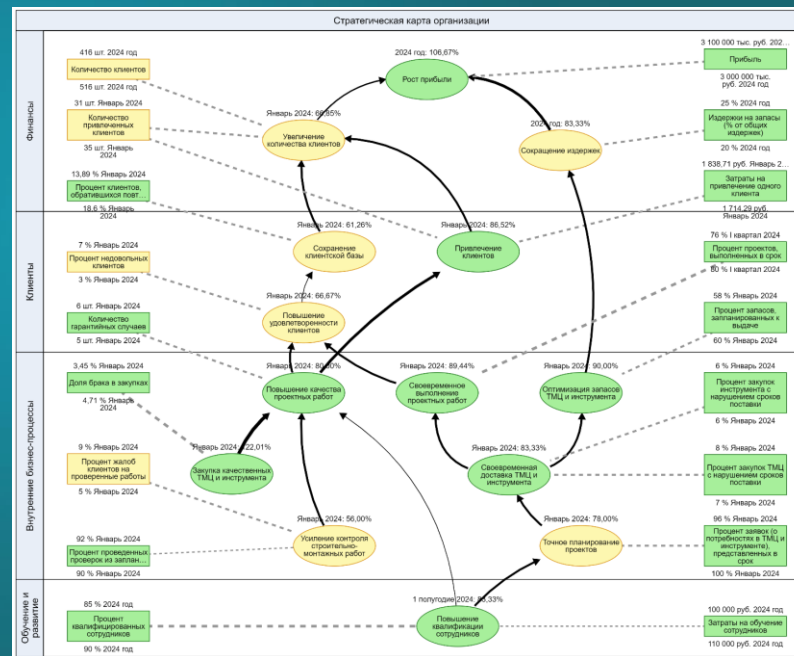 Стратегическая карта организации
Финансы
416 шт. 2024 год
Количество клиентов
516 шт. 2024 год
31 шт. Январь 2024
Количество
привлеченных
клиентов
35 шт. Январь
2024
13,89 % Январь 2024
Процент клиентов,
обратившихся повт...
18,6 % Январь
2024
2024 год: 106,67%
Рост прибыли
Январь 2024: 66,85%
Увеличение
количества клиентов
2024 год: 83,33%
Сокращение издержек
3 100 000 тыс. руб. 202...
Прибыль
3 000 000 тыс.
руб. 2024 год
25 % 2024 год
Издержки на запасы
(% от общих
издержек)
20 % 2024 год
1 838,71 руб. Январь 2...
Затраты на
привлечение одного
клиента
1 714,29 руб.
Январь 2024
Клиенты
7 % Январь 2024
Процент недовольных
клиентов
3 % Январь 2024
6 шт. Январь 2024
Количество
гарантийных случаев
5 шт. Январь 2024
Январь 2024: 61,26%
Сохранение
клиентской базы
Январь 2024: 86,52%
Привлечение
клиентов
Январь 2024: 66,67%
Повышение
удовлетворенности
клиентов
76 % I квартал 2024
Процент проектов,
выполненных в срок
80 % I квартал 2024
58 % Январь 2024
Процент запасов,
запланированных к
выдаче
60 % Январь 2024
Внутренние бизнес-процессы
3,45 % Январь 2024
Доля брака в закупках
4,71 % Январь
2024
9 % Январь 2024
Процент жалоб
клиентов на
проверенные работы
5 % Январь 2024
92 % Январь 2024
Процент проведенных
проверок из заплан...
90 % Январь 2024
Повышение качества
проектных работ
Январь 2024: 89,44%
Своевременное
выполнение
проектных работ
Январь 2024: 90,00%
Оптимизация запасов
ТМЦ и инструмента
Закупка качественных
ТМЦ и инструмента
Январь 2024: 83,33%
Своевременная
доставка ТМЦ и
инструмента
Январь 2024: 56,00%
Усиление контроля
строительно-
монтажных работ
Январь 2024: 78,00%
Точное планирование
проектов
6 % Январь 2024
Процент закупок
инструмента с
нарушением сроков
поставки
6 % Январь 2024
8 % Январь 2024
Процент закупок ТМЦ
с нарушением сроков
поставки
7 % Январь 2024
96 % Январь 2024
Процент заявок (о
потребностях в ТМЦ и
инструменте),
представленных в
срок
100 % Январь 2024
Обучение и
развитие
85 % 2024 год
Процент
квалифицированных
сотрудников
90 % 2024 год
1 полугодие 2024:
Повышение
квалификации
сотрудников
100 000 руб. 2024 год
Затраты на обучение
сотрудников
110 000 руб. 2024 год